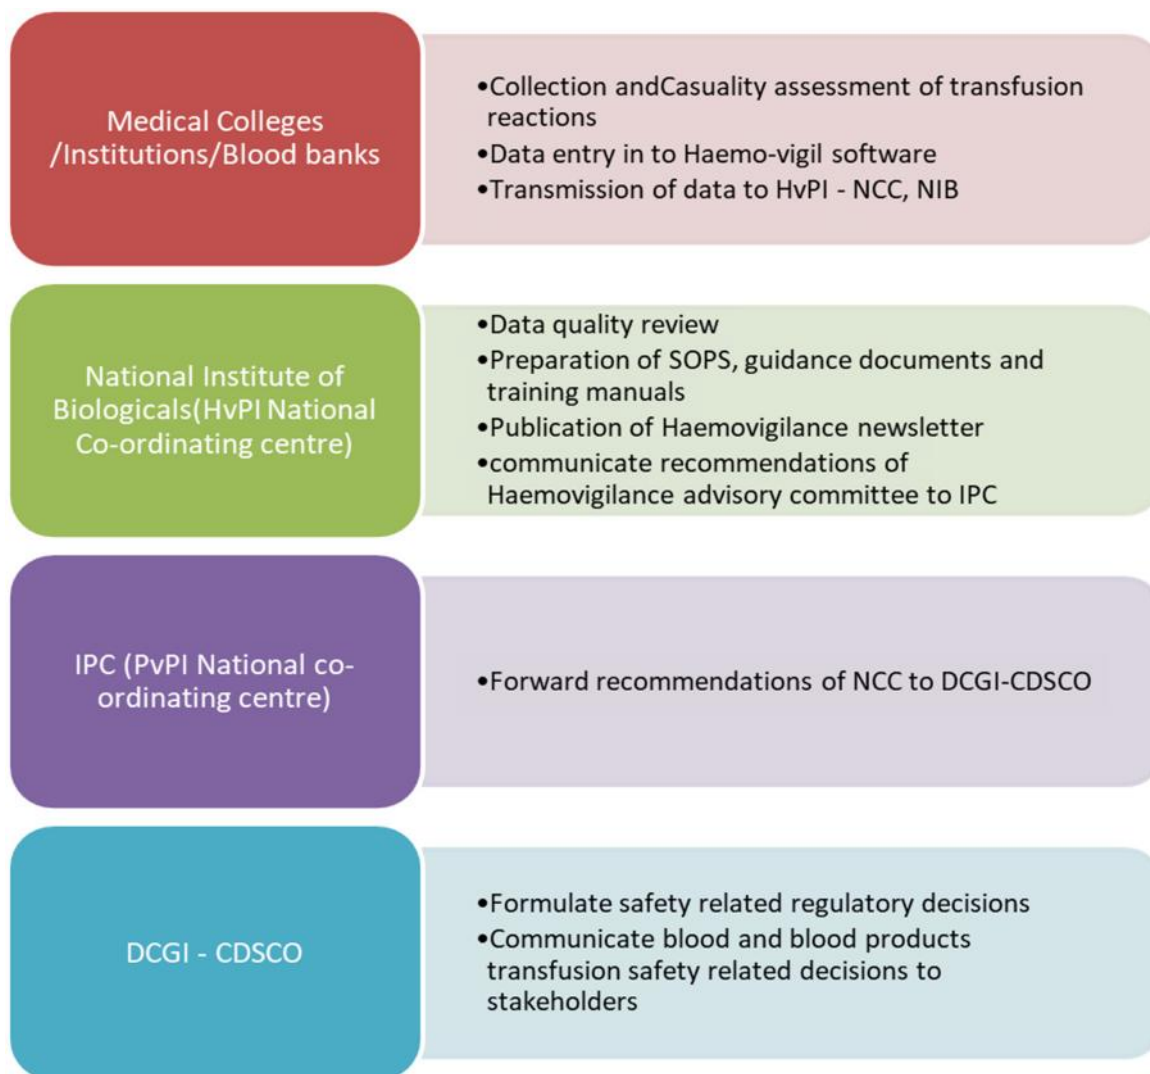 Medical Colleges
/Institutions/Blood banks
•Collection andCasuality assessment of transfusion
reactions
•Data entry in to Haemo-vigil software
•Transmission of data to HvPI - NCC, NIB
National Institute of
Biologicals(HvPI National
Co-ordinating centre)
•Data quality review
•Preparation of SOPS, guidance documents and
training manuals
•Publication of Haemovigilance newsletter
•communicate recommendations of
Haemovigilance advisory committee to IPC
IPC (PvPI National co-
ordinating centre)
•Forward recommendations of NCC to DCGI-CDSCO
DCGI - CDSCO
•Formulate safety related regulatory decisions
•Communicate blood and blood products
transfusion safety related decisions to
stakeholders